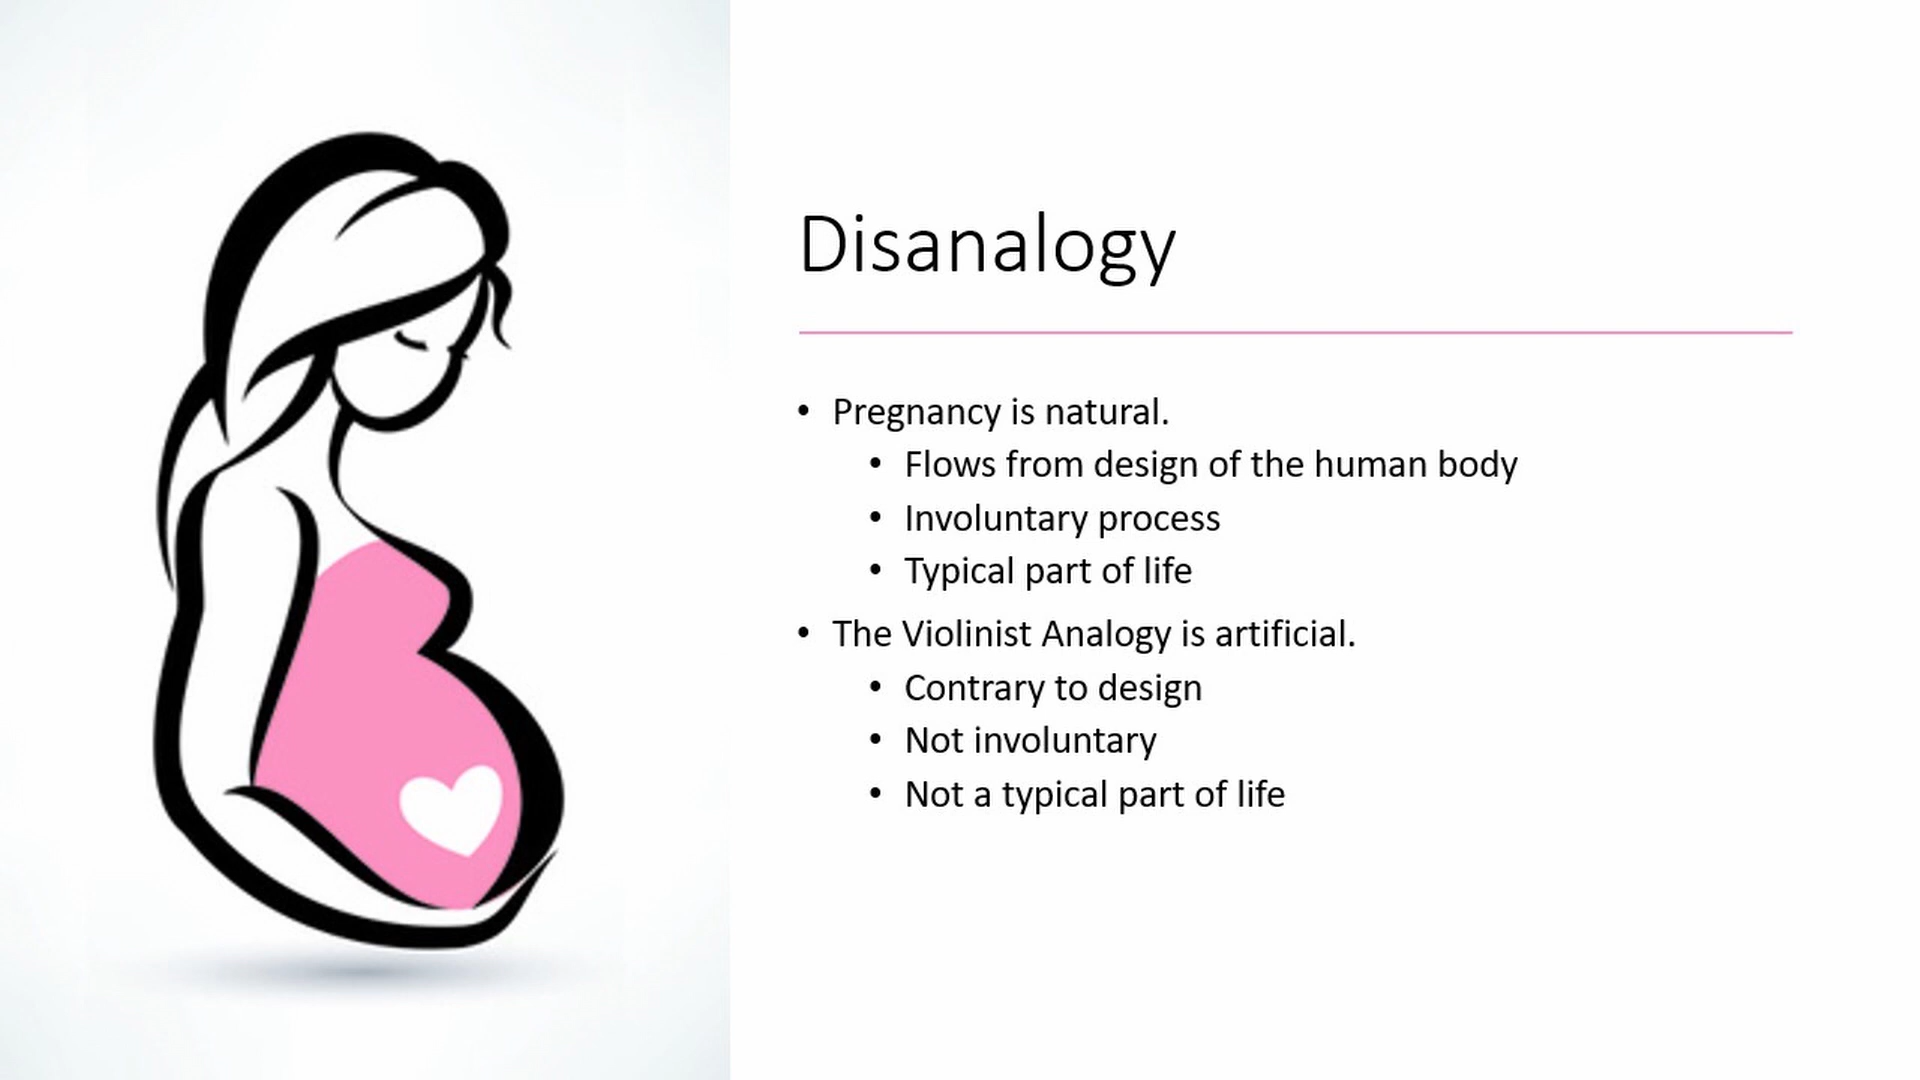 Disanalogy
• Pregnancy is natural.
• Flows from design of the human body
• Involuntary process
• Typical part of life
• The Violinist Analogy is artificial.
• Contrary to design
• Not involuntary
• Not a typical part of life